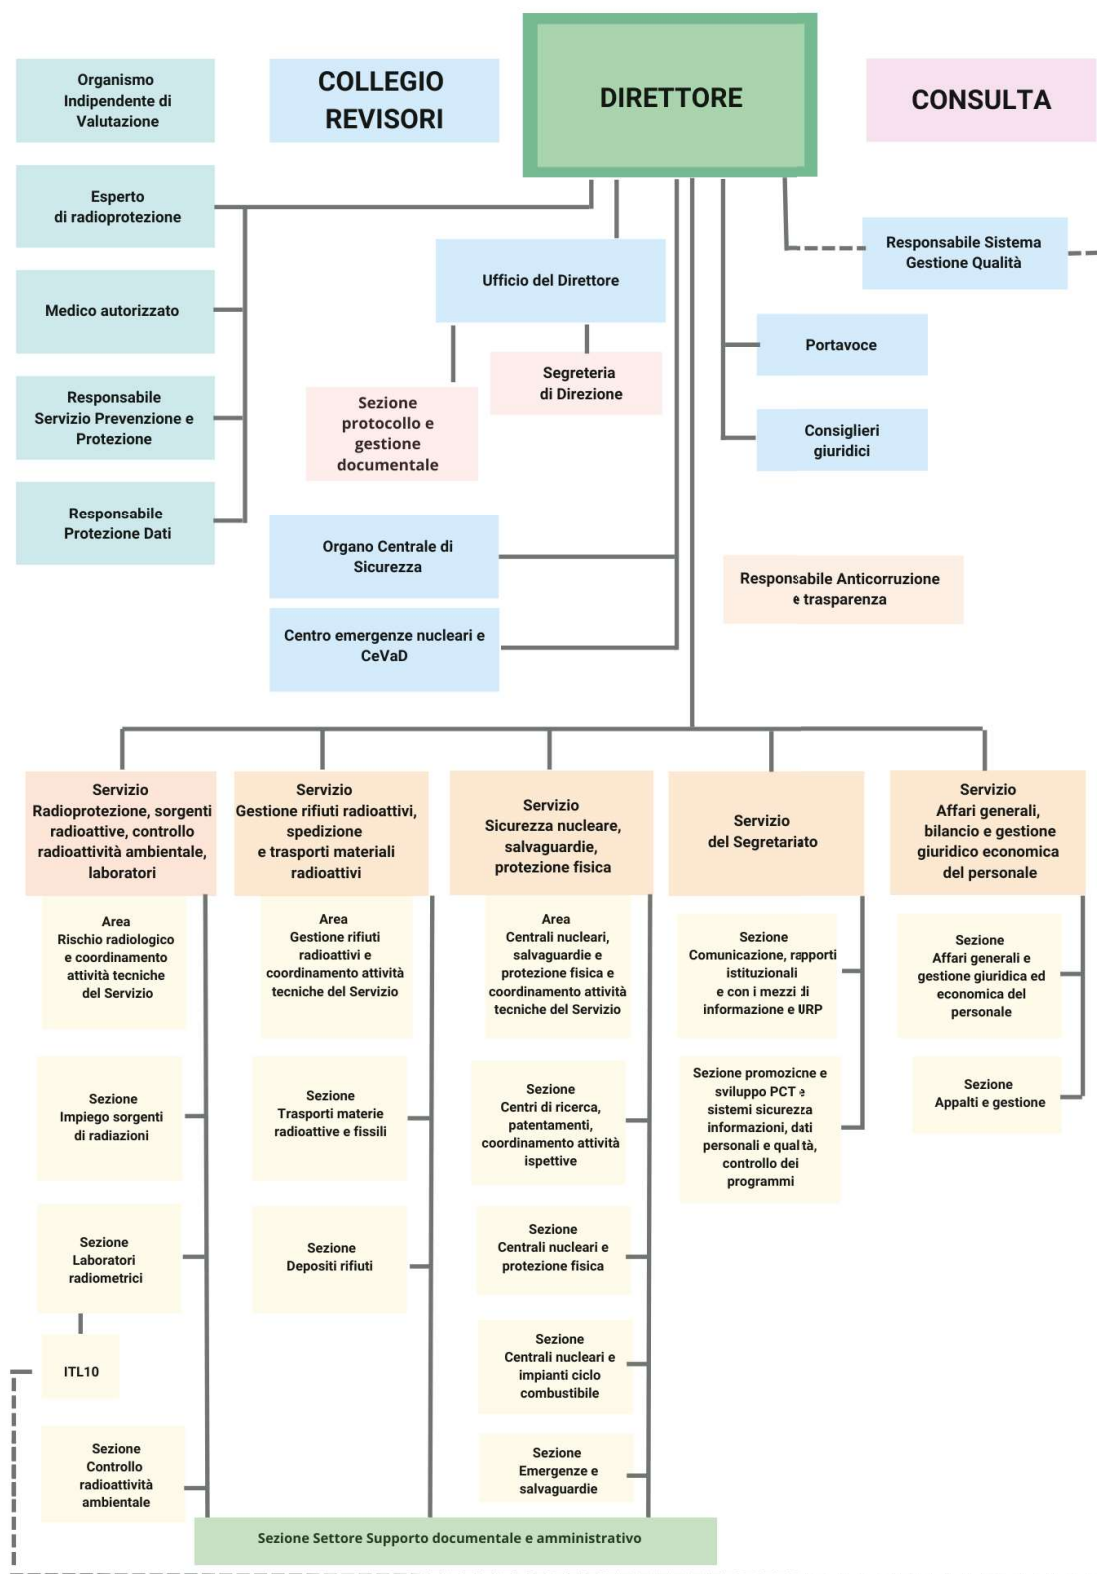 Organismo
Indipendente di
Valutazione
COLLEGIO
REVISORI
DIRETTORE
CONSULTA
Esperto
di radioprotezione
Medico autorizzato
Responsabile
Servizio Prevenzione e
Protezione
Responsabile
Protezione Dati
Ufficio del Direttore
Segreteria
di Direzione
Sezione
protocollo e
gestione
documentale
Responsabile Sistema
Gestione Qualità
Portavoce
Consiglieri
giuridici
Organo Centrale di
Sicurezza
Centro emergenze nucleari e
CeVaD
Responsabile Anticorruzione
e trasparenza
Servizio
Radioprotezione, sorgenti
radioattive, controllo
radioattività ambientale,
laboratori
Area
Rischio radiologico
e coordinamento
attività tecniche
del Servizio
Sezione
Impiego sorgenti
di radiazioni
Sezione
Laboratori
radiometrici
ITL10
Sezione
Controllo
radioattività
ambientale
Servizio
Gestione rifiuti radioattivi,
spedizione
e trasporti materiali
radioattivi
Area
Gestione rifiuti
radioattivi e
coordinamento attività
tecniche del Servizio
Sezione
Trasporti materie
radioattive e fissili
Sezione
Depositi rifiuti
Servizio
Sicurezza nucleare,
salvaguardie,
protezione fisica
Area
Centrali nucleari,
salvaguardie e
protezione fisica e
coordinamento attività
tecniche del Servizio
Sezione
Centri di ricerca,
patentamenti,
coordinamento attività
ispettive
Sezione
Centrali nucleari e
protezione fisica
Sezione
Centrali nucleari e
impianti ciclo
combustibile
Sezione
Emergenze e
salvaguardie
Servizio
del Segretariato
Sezione
Comunicazione, rapporti
istituzionali
e con i mezzi di
informazione e URP
Sezione promozione e
sviluppo PCT e
sistemi sicurezza
informazioni, dati
personali e qualità,
controllo dei
programmi
Servizio
Affari generali,
bilancio e gestione
giuridico economica
del personale
Sezione
Affari generali e
gestione giuridica ed
economica del
personale
Sezione
Appalti e gestione
Sezione Settore Supporto documentale e amministrativo